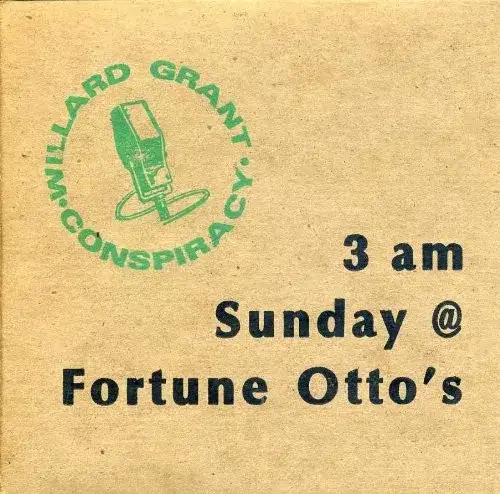 WILLARD GRANT
·CONSPIRACY·
3 am
Sunday @
Fortune Otto's